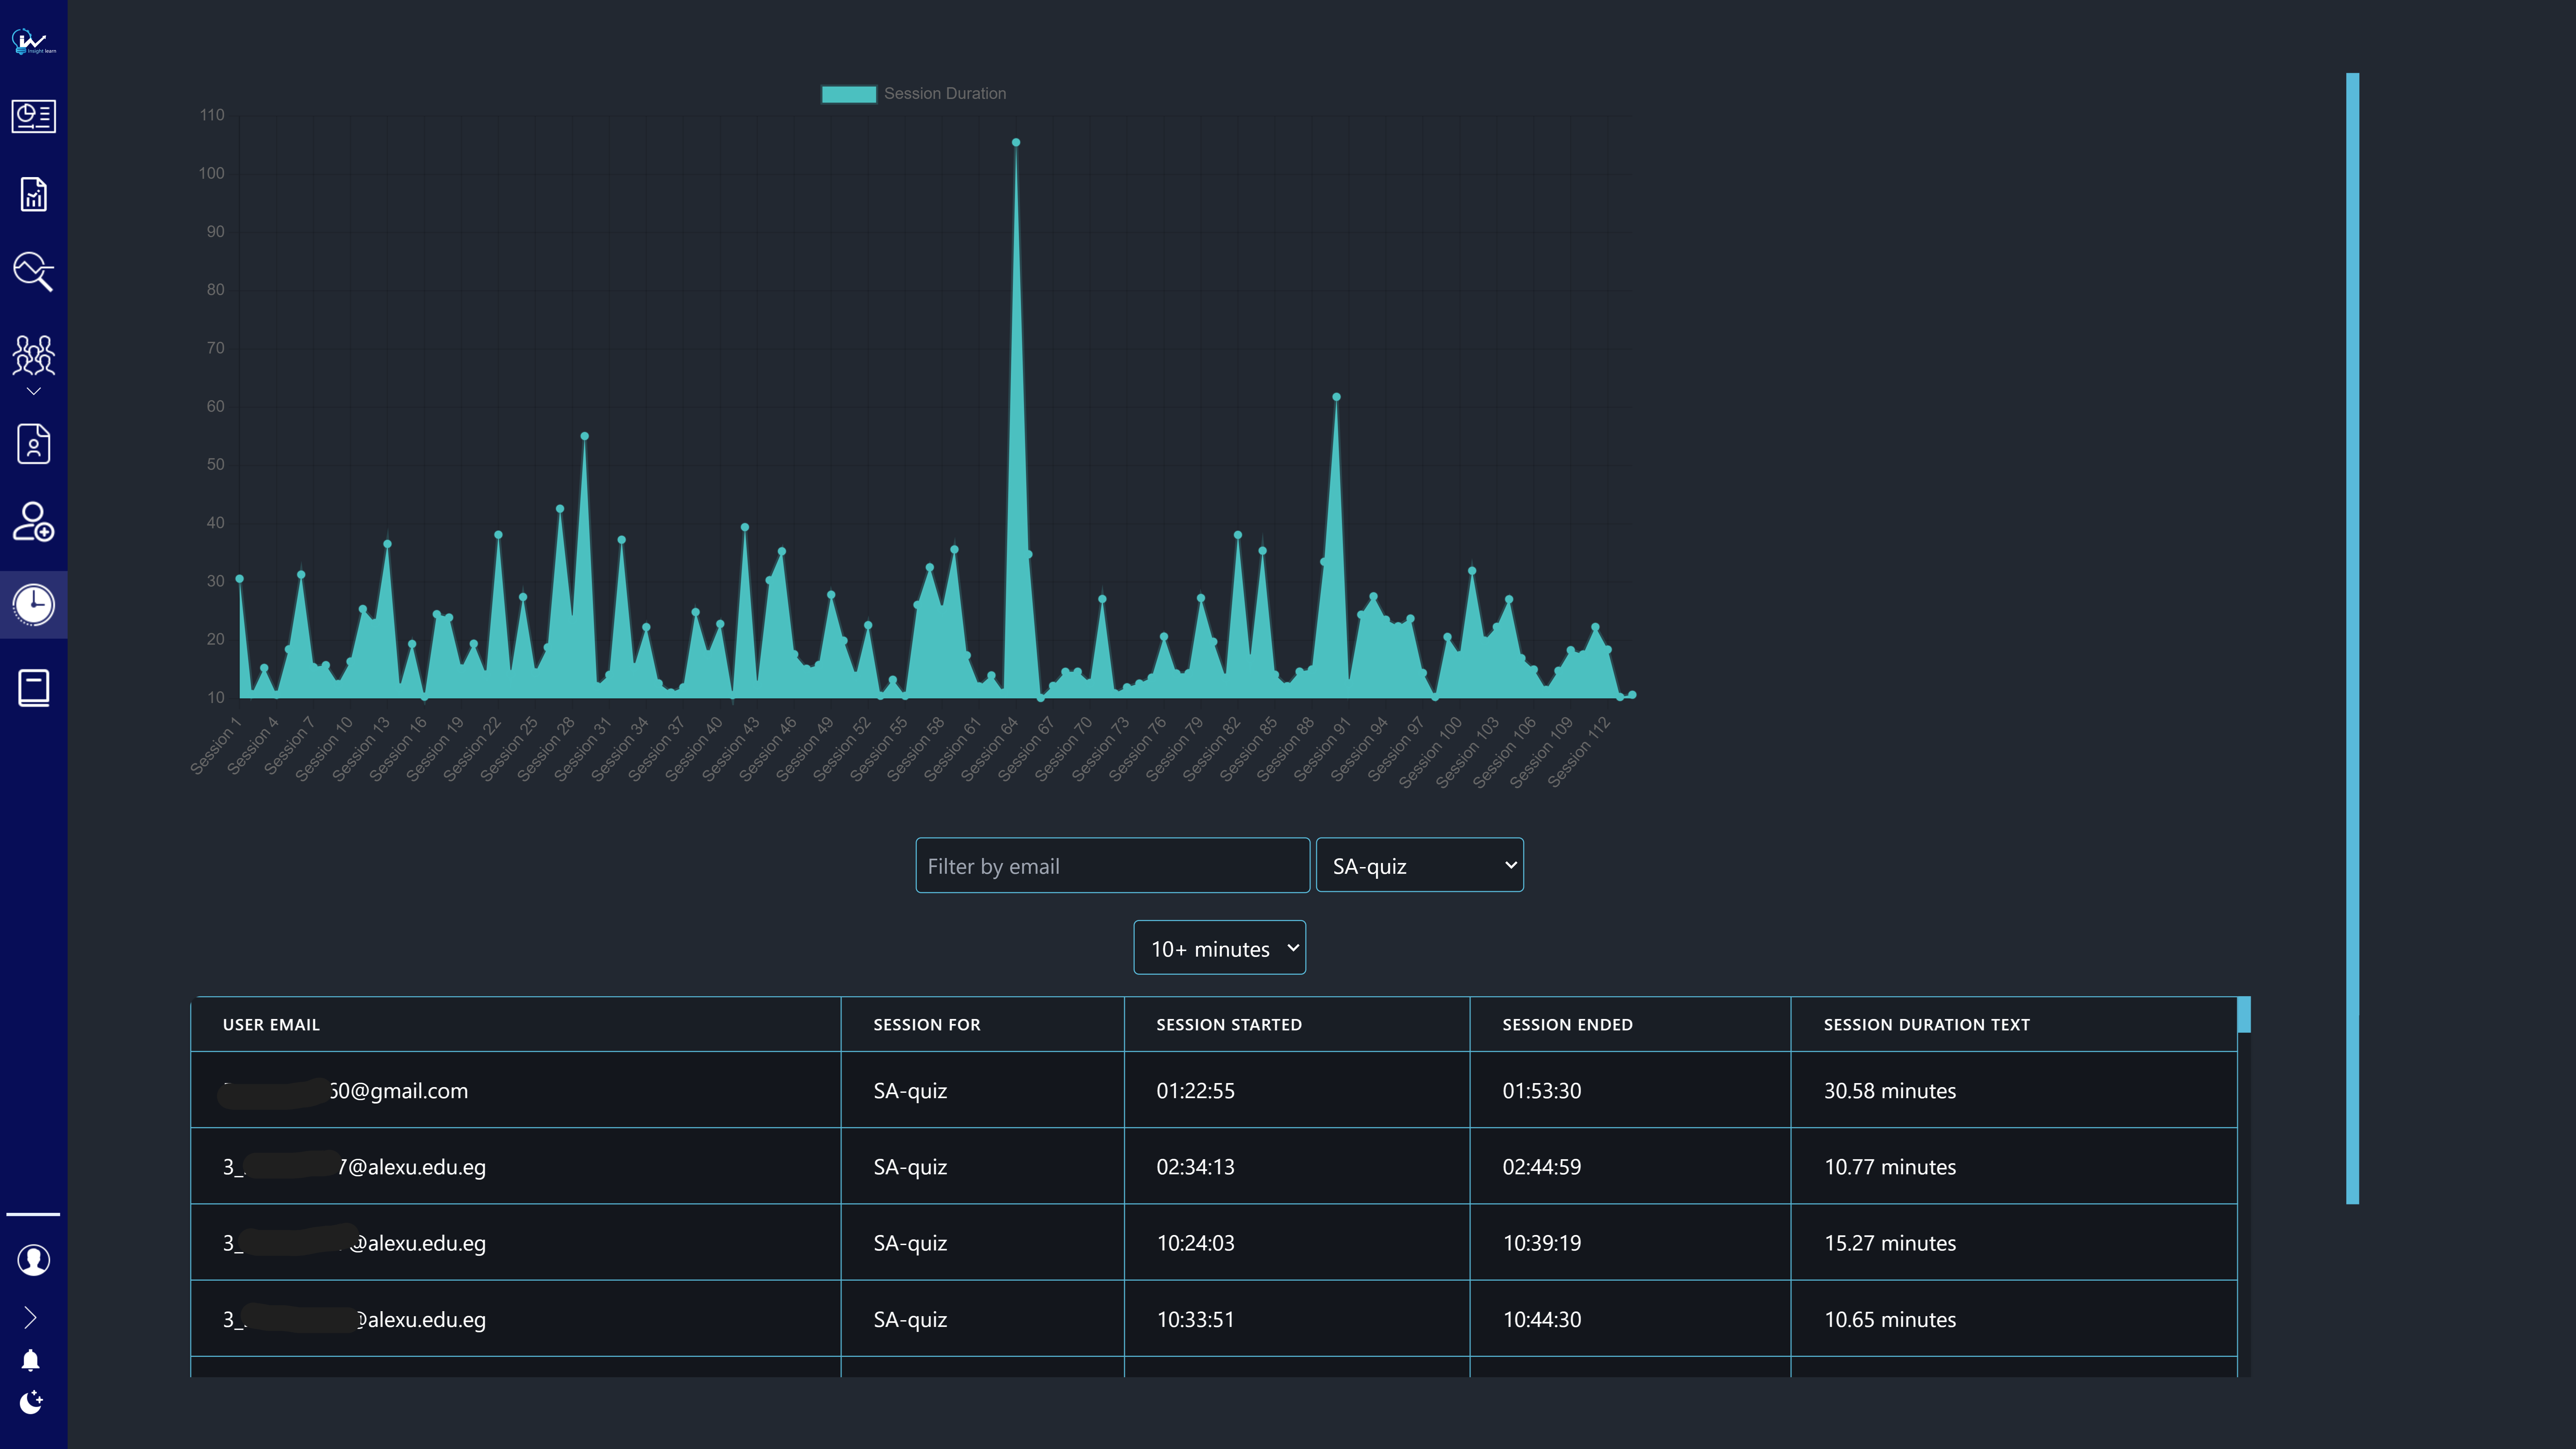 insight learn
Session Duration
110
100
90
80
70
60
50
40
30
20
10
Session 1
Session 4
Session 7
Session 10
Session 13
Session 16
Session 19
Session 22
Session 25
Session 28
Session 31
Session 34
Session 37
Session 40
Session 43
Session 46
Session 49
Session 52
Session 55
Session 58
Session 61
Session 64
Session 67
Session 70
Session 73
Session 76
Session 79
Session 82
Session 85
Session 88
Session 91
Session 94
Session 97
Session 100
Session 103
Session 106
Session 109
Session 112
Filter by email SA-quiz
10+ minutes
USER EMAIL SESSION FOR SESSION STARTED SESSION ENDED SESSION DURATION TEXT
60@gmail.com SA-quiz 01:22:55 01:53:30 30.58 minutes
3_ 7@alexu.edu.eg SA-quiz 02:34:13 02:44:59 10.77 minutes
3_ @alexu.edu.eg SA-quiz 10:24:03 10:39:19 15.27 minutes
3_ @alexu.edu.eg SA-quiz 10:33:51 10:44:30 10.65 minutes